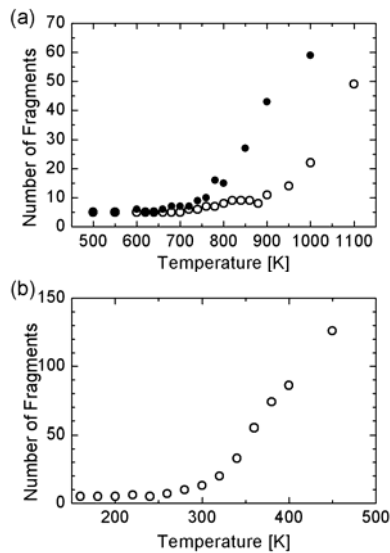 (a)
Number of Fragments
70
60
50
40
30
20
10
0
500 600 700 800 900 1000 1100
Temperature [K]
(b)
Number of Fragments
150
100
50
0
200 300 400 500
Temperature [K]